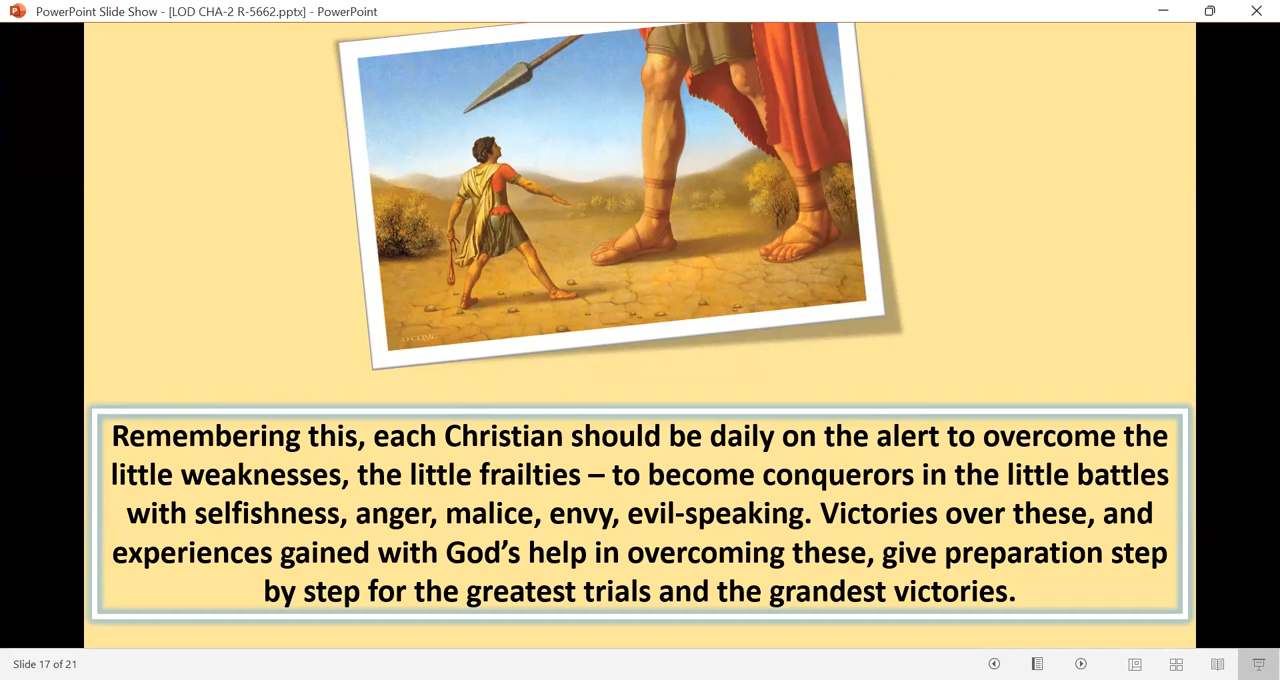 PowerPoint Slide Show - [LOD CHA-2 R-5662.pptx] - PowerPoint
Remembering this, each Christian should be daily on the alert to overcome the
little weaknesses, the little frailties – to become conquerors in the little battles
with selfishness, anger, malice, envy, evil-speaking. Victories over these, and
experiences gained with God’s help in overcoming these, give preparation step
by step for the greatest trials and the grandest victories.
Slide 17 of 21